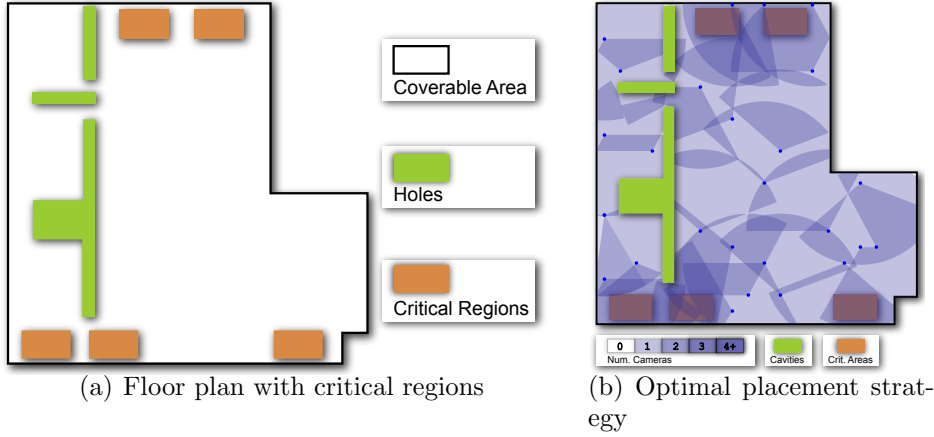 Coverable Area
Holes
Critical Regions
(a) Floor plan with critical regions
0 1 2 3 4+
Num. Cameras
Cavities
Crit. Areas
(b) Optimal placement strat-
egy